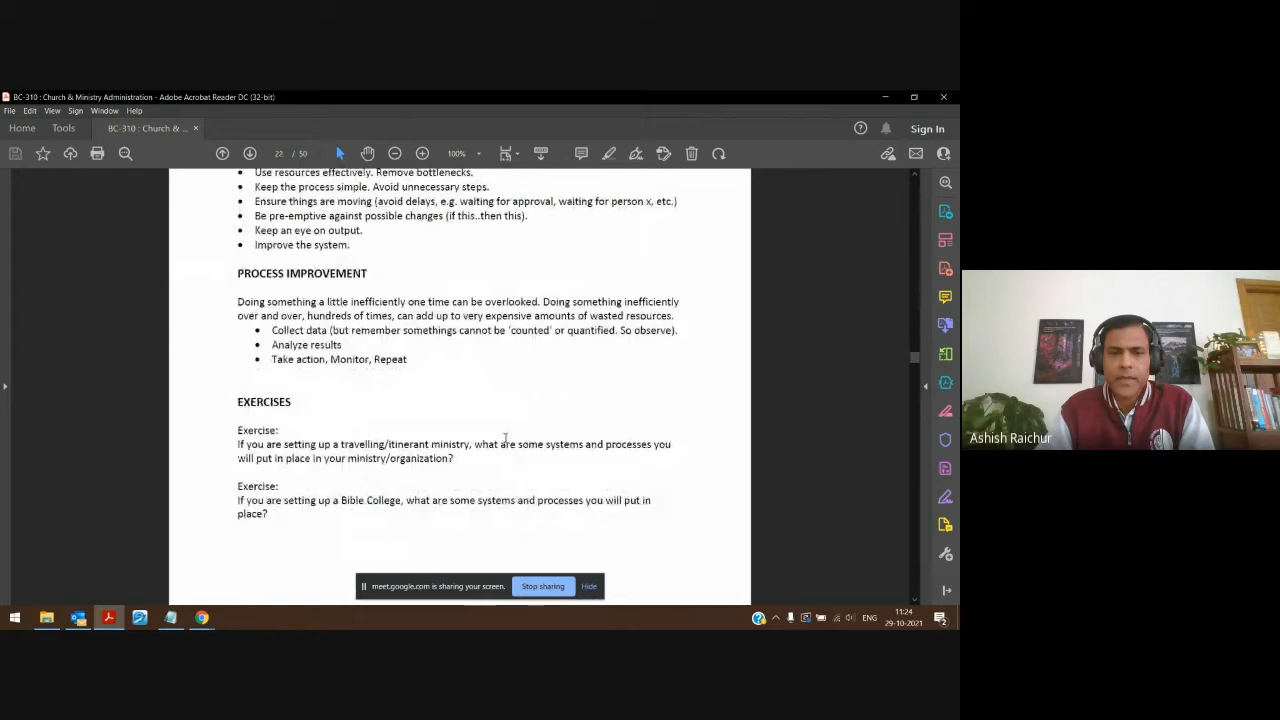 BC-310 : Church & Ministry Administration - Adobe Acrobat Reader DC (32-bit)
File Edit View Sign Window Help
Home Tools BC-310 : Church & ... × Sign In
22 / 50 100%
• Use resources effectively. Remove bottlenecks.
• Keep the process simple. Avoid unnecessary steps.
• Ensure things are moving (avoid delays, e.g. waiting for approval, waiting for person x, etc.)
• Be pre-emptive against possible changes (if this..then this).
• Keep an eye on output.
• Improve the system.
PROCESS IMPROVEMENT
Doing something a little inefficiently one time can be overlooked. Doing something inefficiently
over and over, hundreds of times, can add up to very expensive amounts of wasted resources.
• Collect data (but remember somethings cannot be 'counted' or quantified. So observe).
• Analyze results
• Take action, Monitor, Repeat
EXERCISES
Exercise:
If you are setting up a travelling/itinerant ministry, what are some systems and processes you
will put in place in your ministry/organization?
Exercise:
If you are setting up a Bible College, what are some systems and processes you will put in
place?
meet.google.com is sharing your screen. Stop sharing Hide
ENG
11:24
29-10-2021
Ashish Raichur